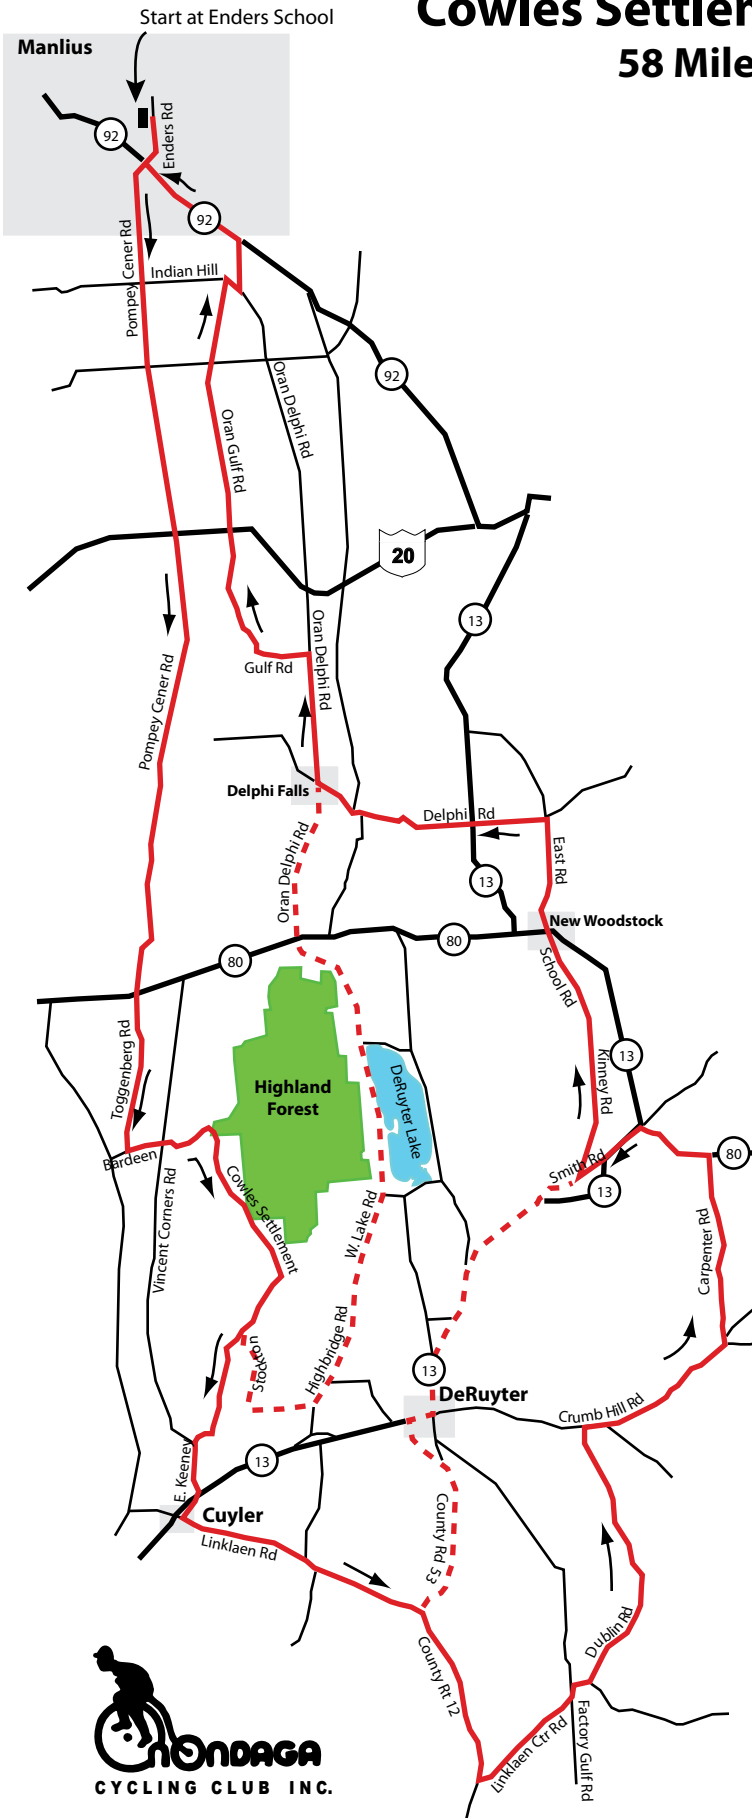 Start at Enders School
Cowles Settlem
58 Mile
Manlius
92
Enders Rd
92
Pompey Cener Rd
Indian Hill
92
Oran Delphi Rd
Oran Gulf Rd
20
13
Oran Delphi Rd
Gulf Rd
Pompey Cener Rd
Delphi Falls
Delphi Rd
Oran Delphi Rd
East Rd
13
New Woodstock
80
80
School Rd
Toggenberg Rd
Highland
Forest
DeRuyter Lake
Kinney Rd
13
Bardeen
Smith Rd
80
13
Cowles Settlement
Vincent Corners Rd
W. Lake Rd
Carpenter Rd
Stockton
Highbridge Rd
13
DeRuyter
Crumb Hill Rd
13
E. Keeney
Cuyler
Linklaen Rd
County Rd 53
Dublin Rd
County Rt 12
Linklaen Ctr Rd
Factory Gulf Rd
OnOnDAGA
CYCLING CLUB INC.